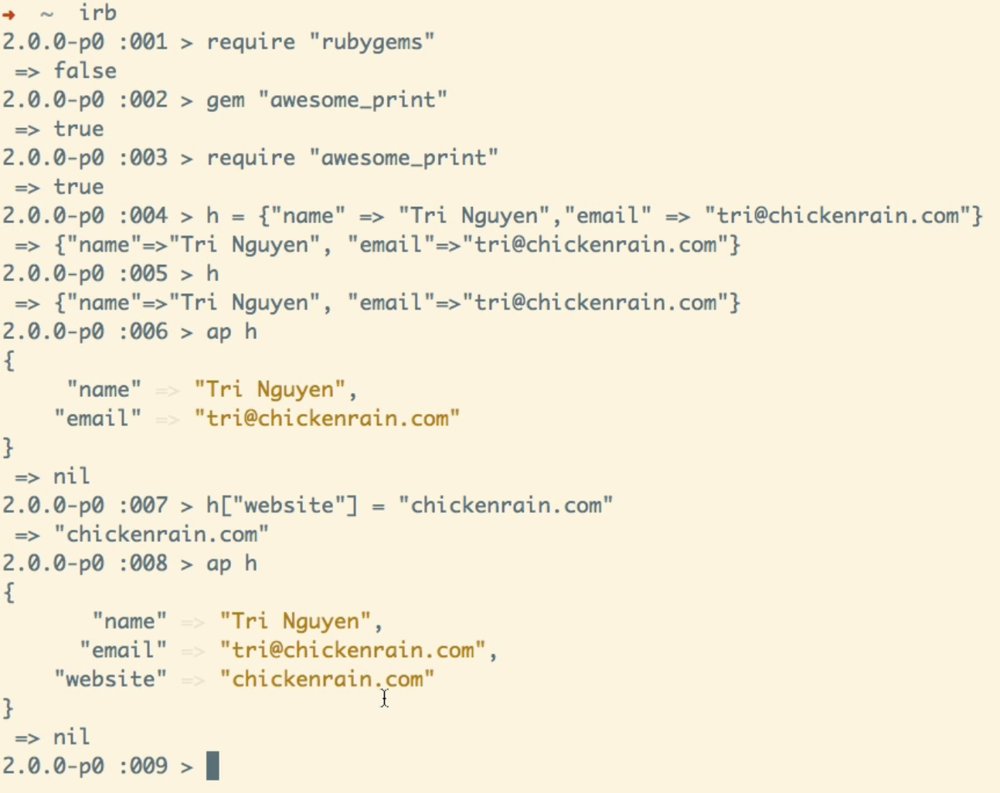 ➜  ~  irb
2.0.0-p0 :001 > require "rubygems"
 => false
2.0.0-p0 :002 > gem "awesome_print"
 => true
2.0.0-p0 :003 > require "awesome_print"
 => true
2.0.0-p0 :004 > h = {"name" => "Tri Nguyen","email" => "tri@chickenrain.com"}
 => {"name"=>"Tri Nguyen", "email"=>"tri@chickenrain.com"}
2.0.0-p0 :005 > h
 => {"name"=>"Tri Nguyen", "email"=>"tri@chickenrain.com"}
2.0.0-p0 :006 > ap h
{
     "name" => "Tri Nguyen",
    "email" => "tri@chickenrain.com"
}
 => nil
2.0.0-p0 :007 > h["website"] = "chickenrain.com"
 => "chickenrain.com"
2.0.0-p0 :008 > ap h
{
       "name" => "Tri Nguyen",
      "email" => "tri@chickenrain.com",
    "website" => "chickenrain.com"
}
 => nil
2.0.0-p0 :009 >